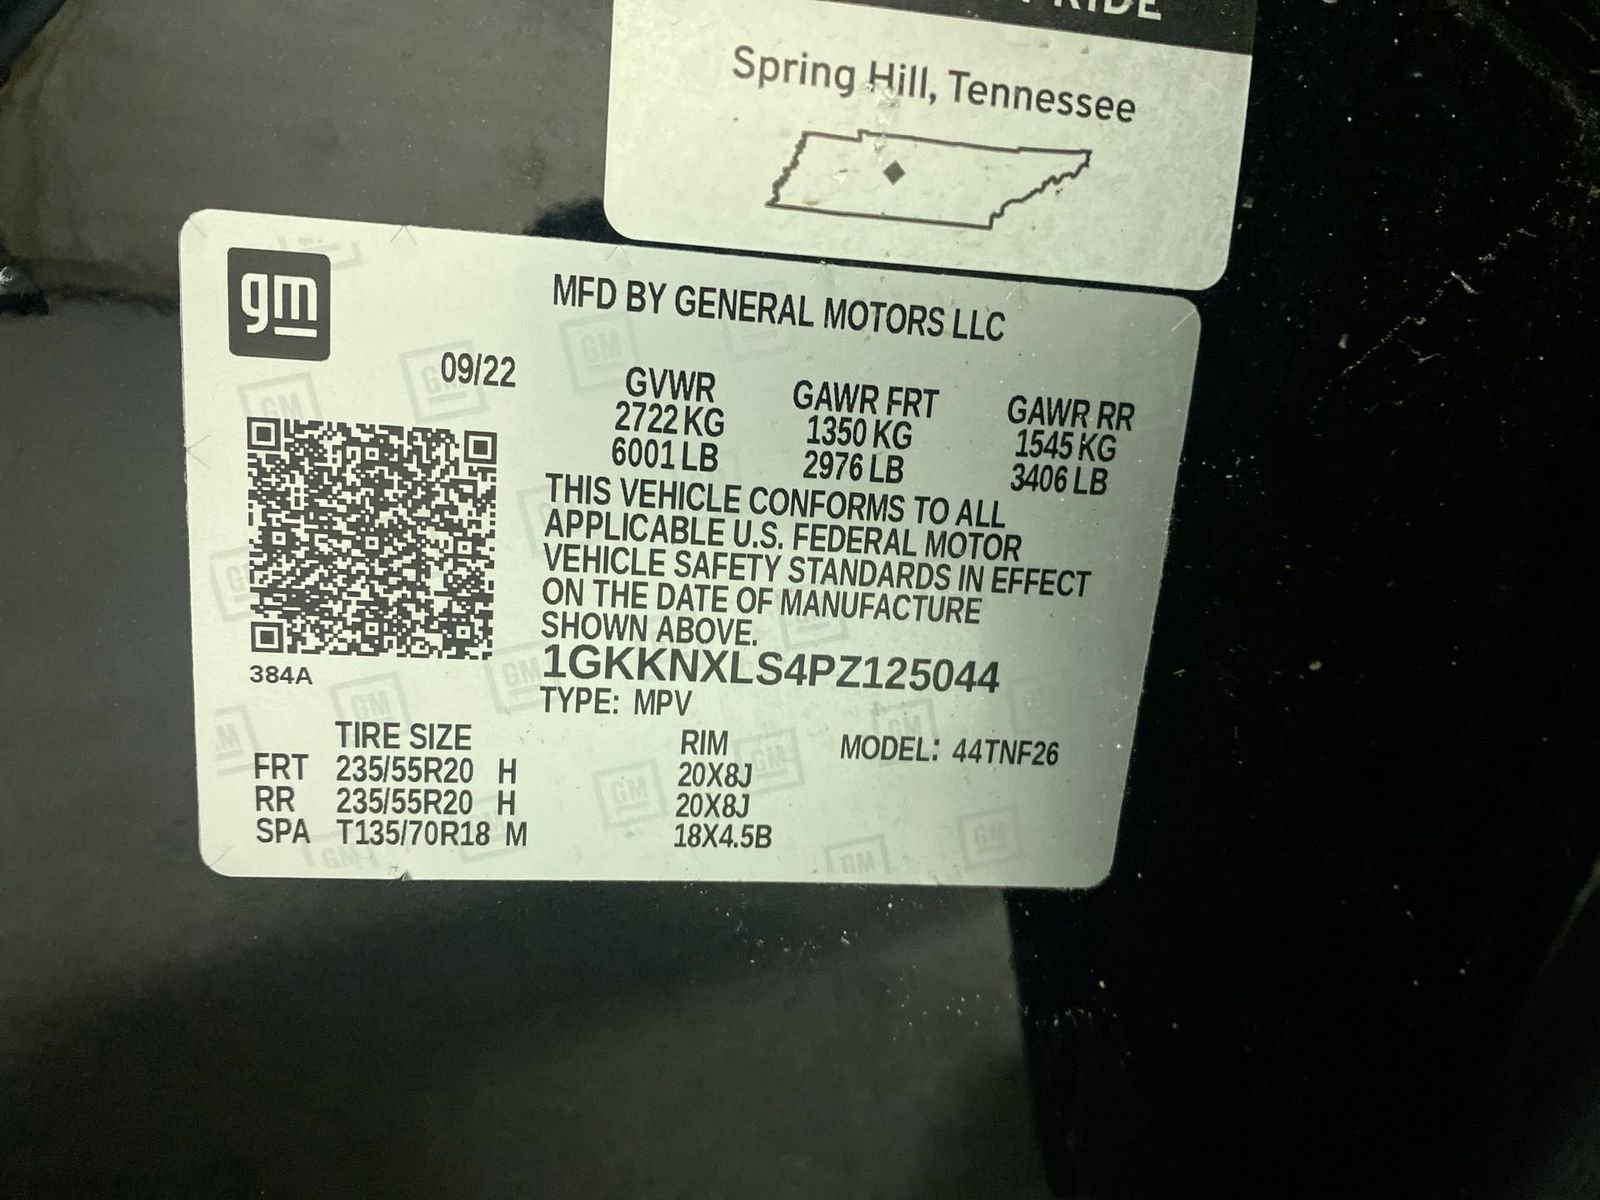 RIDE
Spring Hill, Tennessee
gm
MFD BY GENERAL MOTORS LLC
09/22
GVWR GAWR FRT GAWR RR
2722 KG 1350 KG 1545 KG
6001 LB 2976 LB 3406 LB
THIS VEHICLE CONFORMS TO ALL
APPLICABLE U.S. FEDERAL MOTOR
VEHICLE SAFETY STANDARDS IN EFFECT
ON THE DATE OF MANUFACTURE
SHOWN ABOVE.
384A
1GKKNXLS4PZ125044
TYPE: MPV
TIRE SIZE RIM MODEL: 44TNF26
FRT 235/55R20 H 20X8J
RR 235/55R20 H 20X8J
SPA T135/70R18 M 18X4.5B